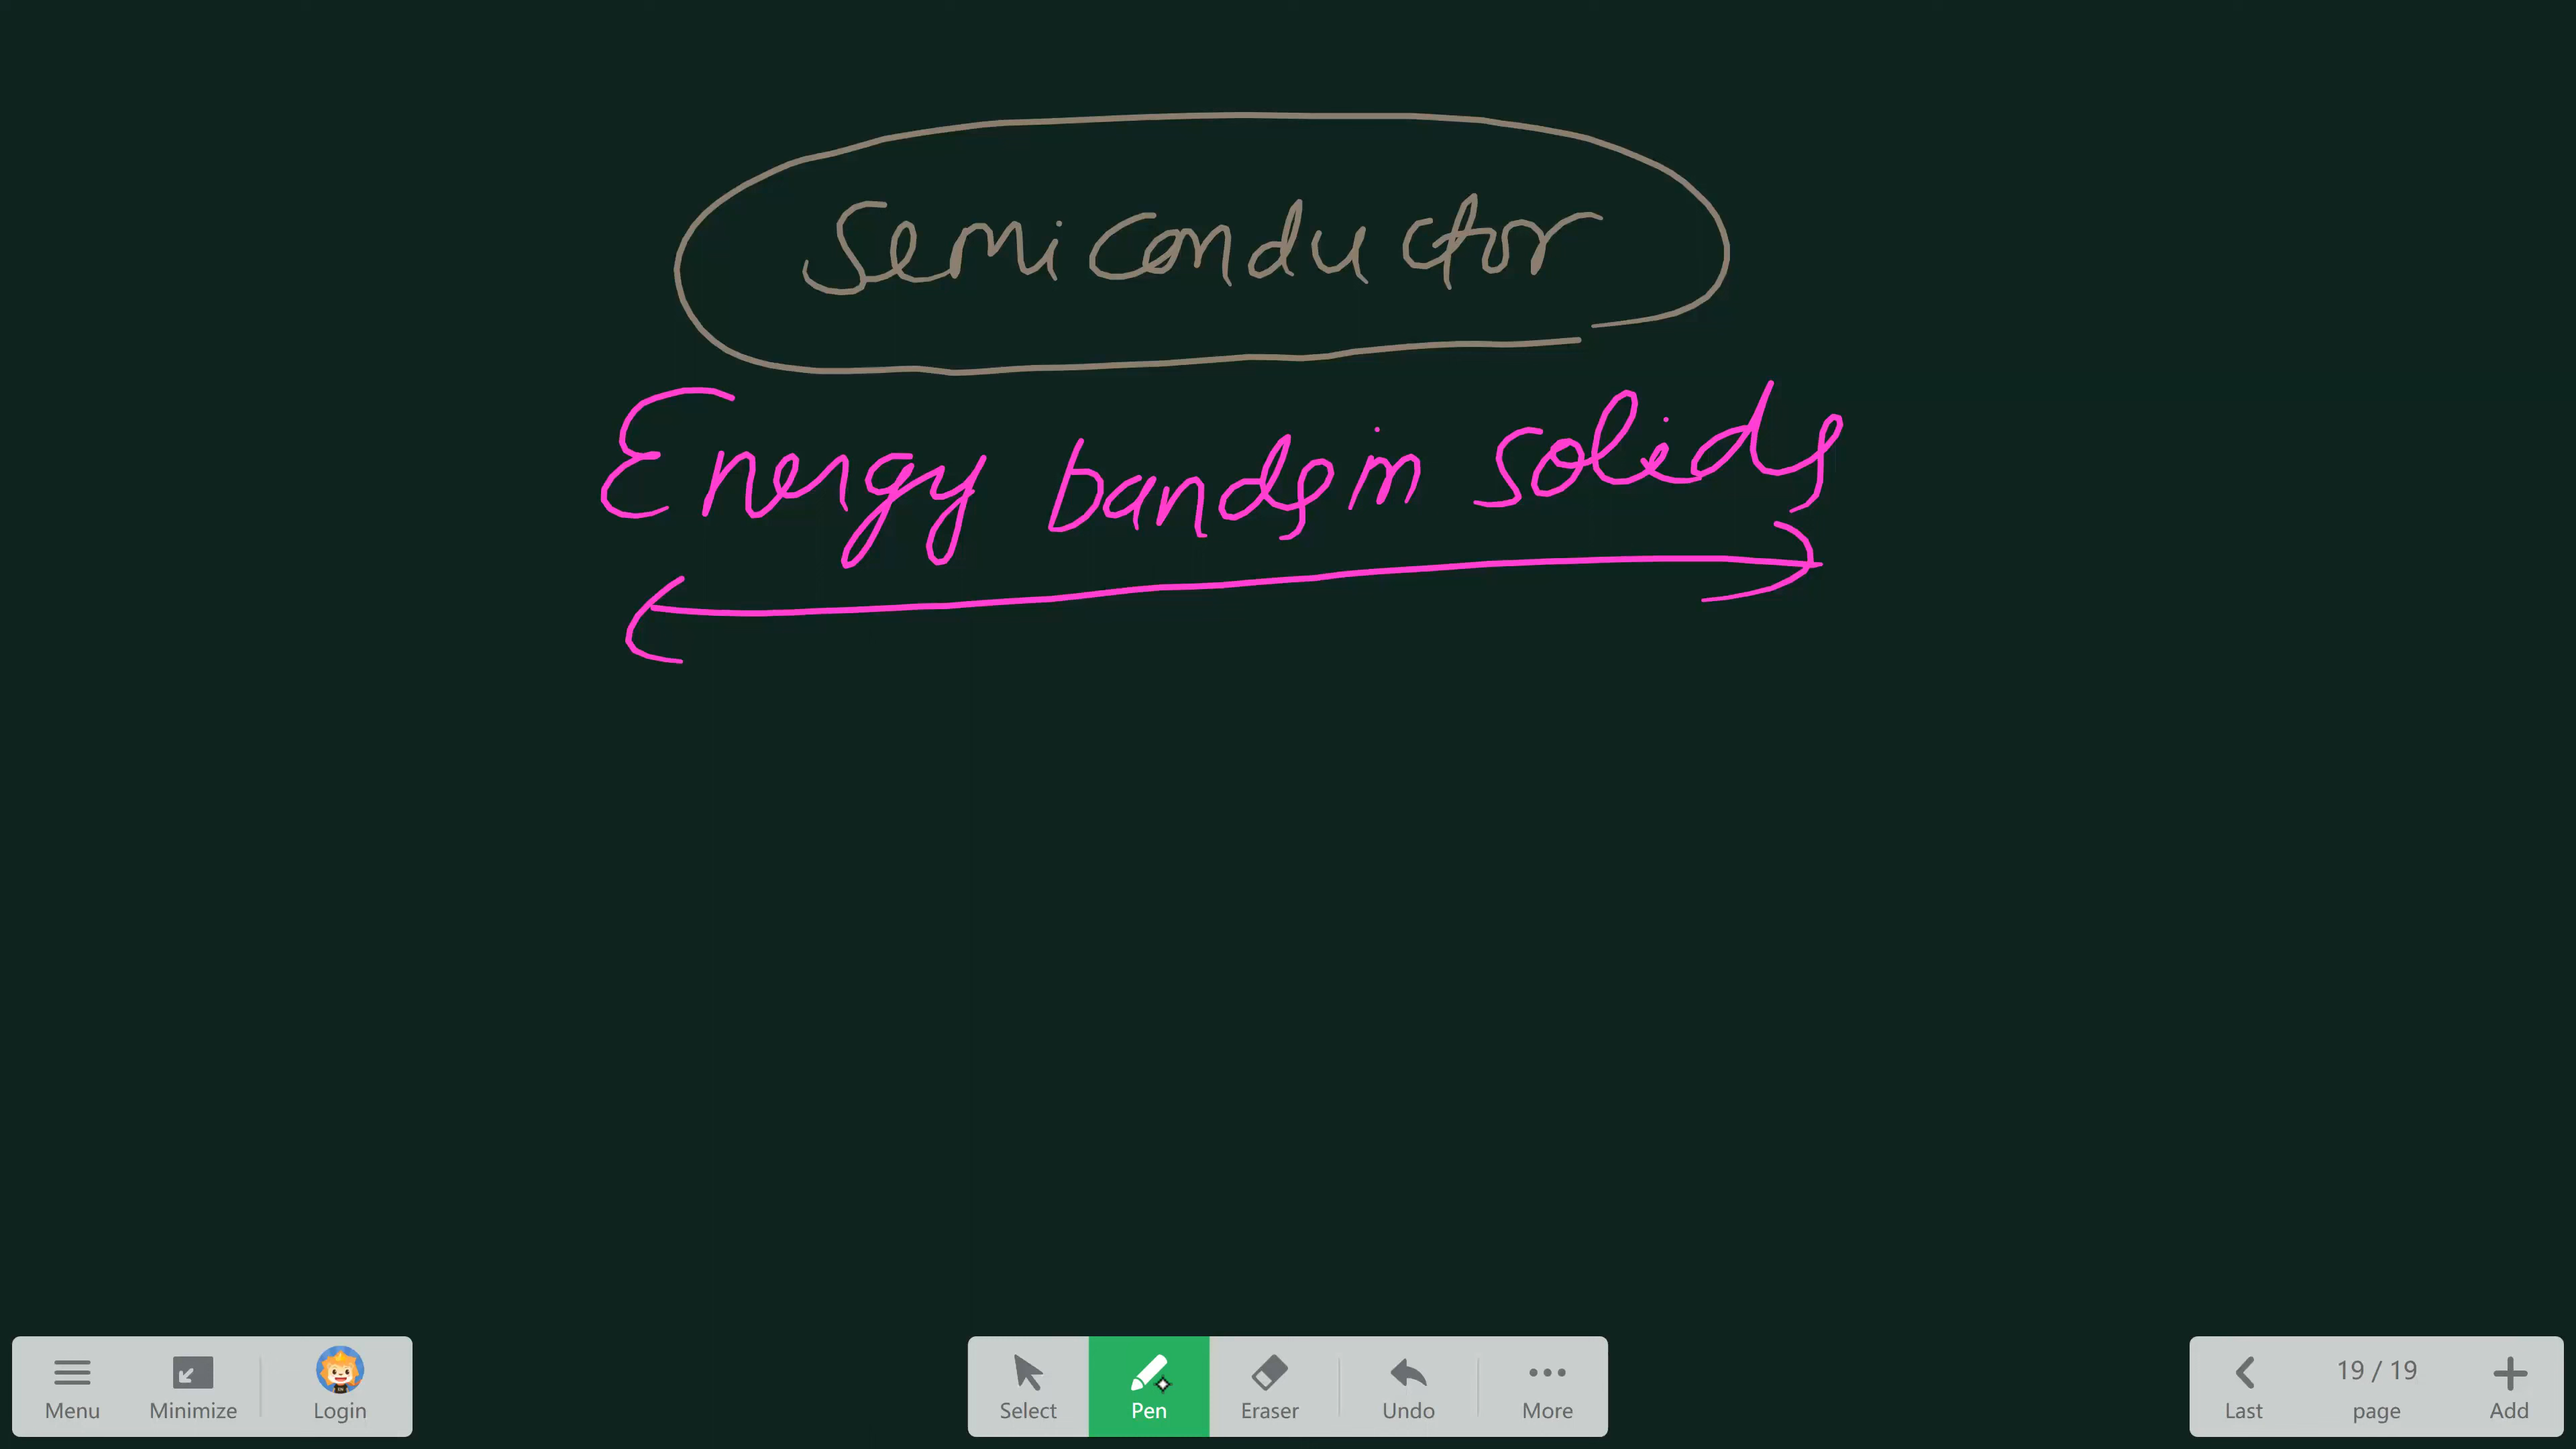 Semiconductor
Energy bands in solids
Menu Minimize Login Select Pen Eraser Undo More Last 19 / 19 page Add